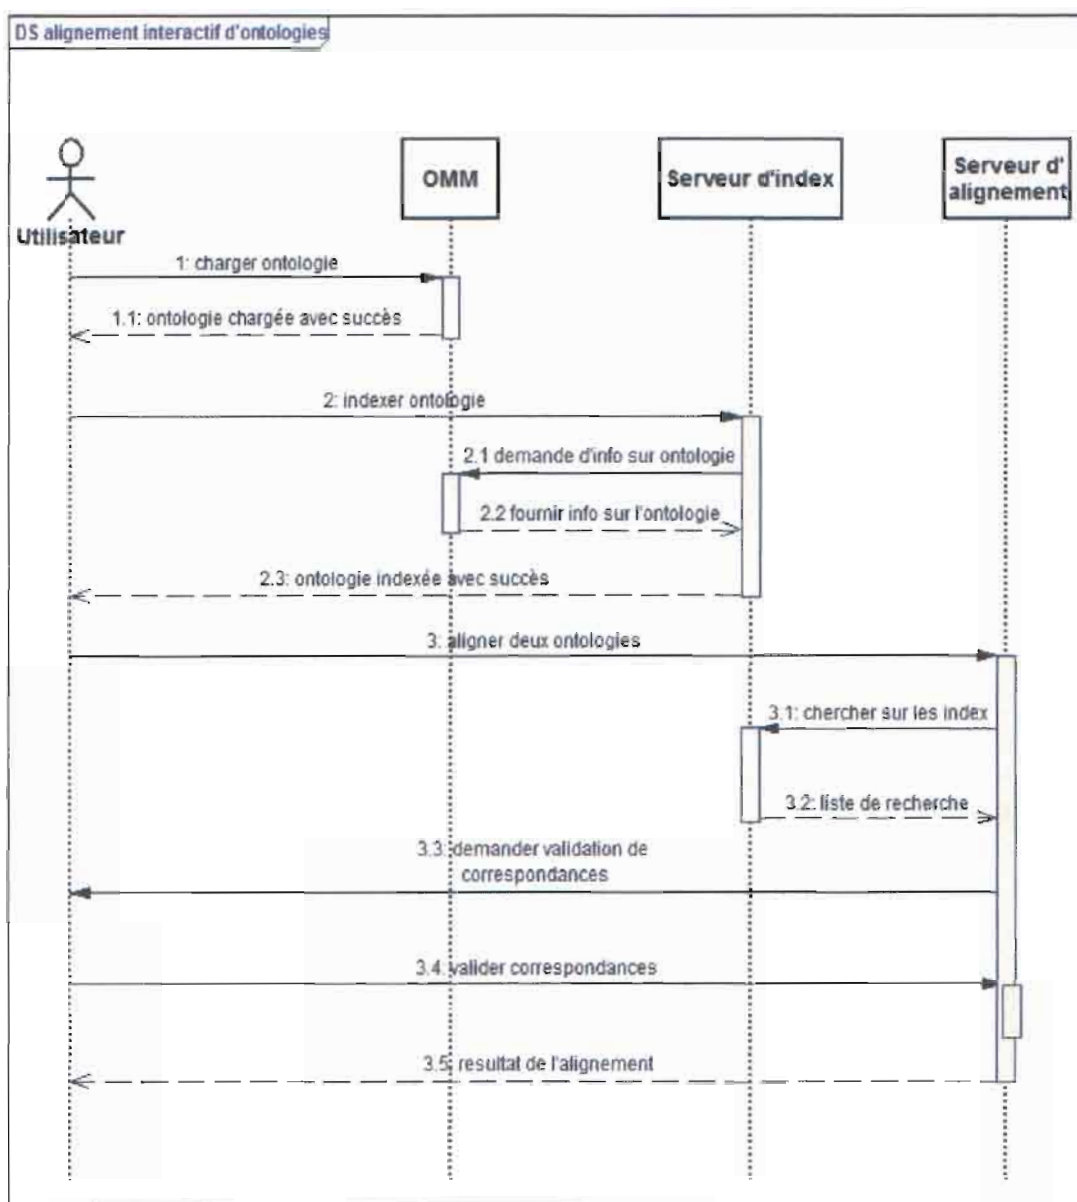 DS alignement interactif d'ontologies
OMM
Serveur d'index
Serveur d'
alignement
Utilisateur
1: charger ontologie
1.1: ontologie chargée avec succès
2: indexer ontologie
2.1 demande d'info sur ontologie
2.2 fournir info sur l'ontologie
2.3: ontologie indexée avec succès
3: aligner deux ontologies
3.1: chercher sur les index
3.2: liste de recherche
3.3: demander validation de
correspondances
3.4: valider correspondances
3.5: resultat de l'alignement